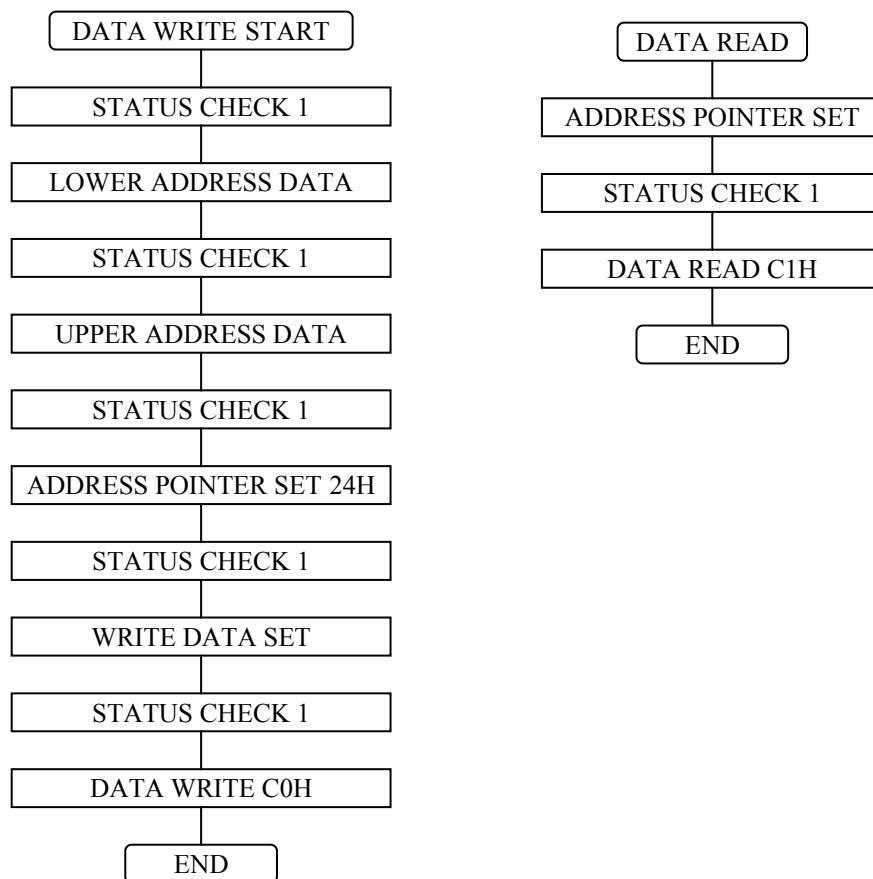 DATA WRITE START
STATUS CHECK 1
LOWER ADDRESS DATA
STATUS CHECK 1
UPPER ADDRESS DATA
STATUS CHECK 1
ADDRESS POINTER SET 24H
STATUS CHECK 1
WRITE DATA SET
STATUS CHECK 1
DATA WRITE C0H
END
DATA READ
ADDRESS POINTER SET
STATUS CHECK 1
DATA READ C1H
END